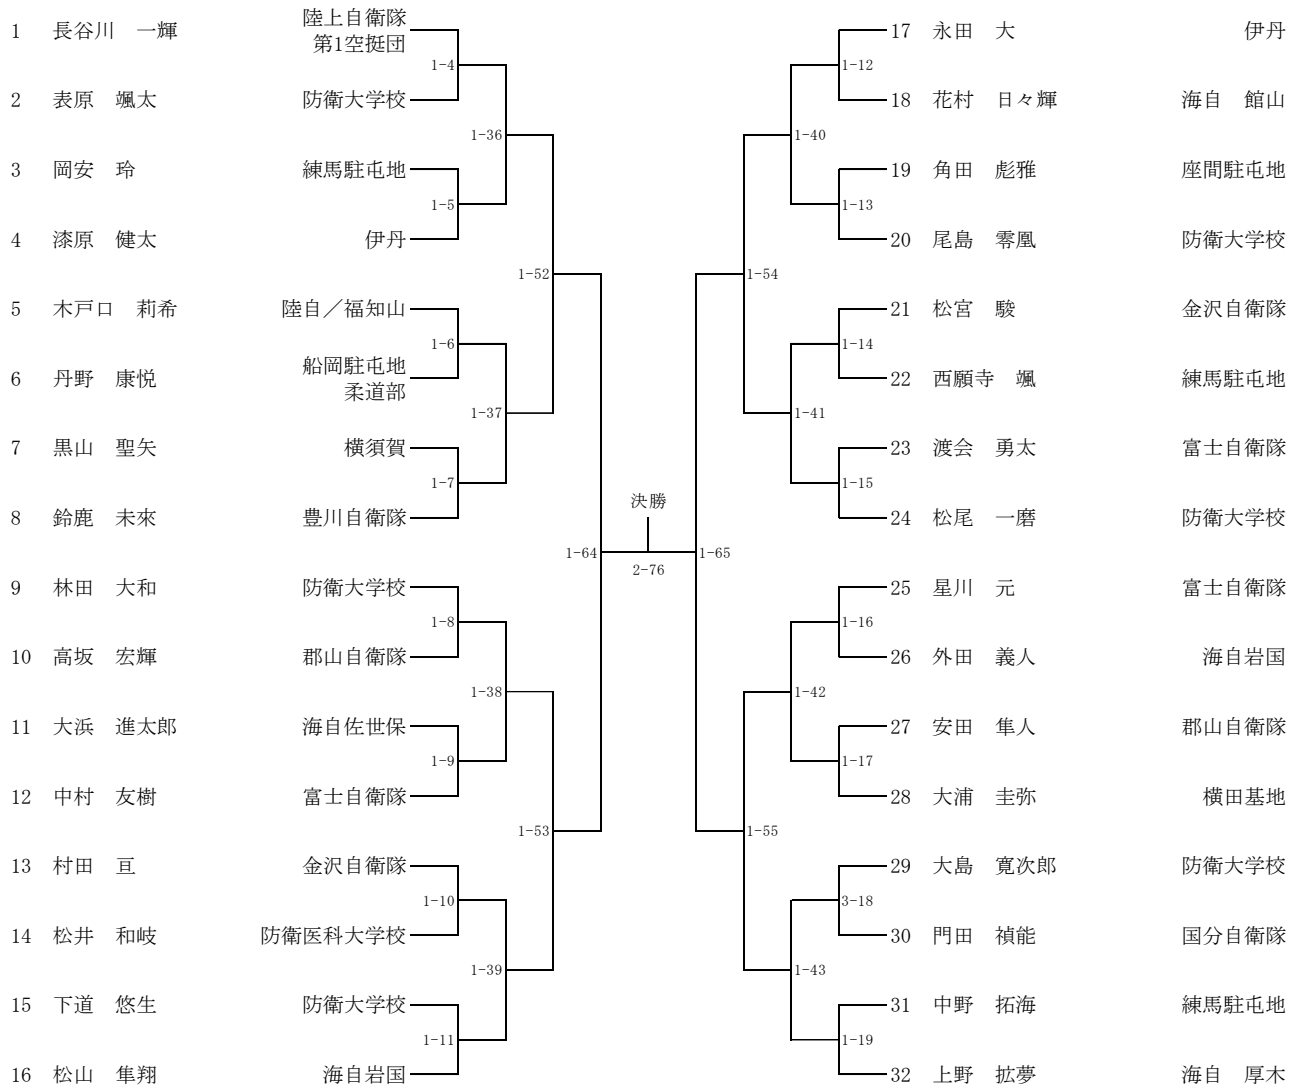 1 長谷川 一輝 陸上自衛隊
第1空挺団
1-4
2 表原 颯太 防衛大学校
1-36
3 岡安 玲 練馬駐屯地
1-5
4 漆原 健太 伊丹
1-52
5 木戸口 莉希 陸自／福知山
1-6
6 丹野 康悦 船岡駐屯地
柔道部
1-37
7 黒山 聖矢 横須賀
1-7
8 鈴鹿 未來 豊川自衛隊
1-64
9 林田 大和 防衛大学校
1-8
10 高坂 宏輝 郡山自衛隊
1-38
11 大浜 進太郎 海自佐世保
1-9
12 中村 友樹 富士自衛隊
1-53
13 村田 亘 金沢自衛隊
1-10
14 松井 和岐 防衛医科大学校
1-39
15 下道 悠生 防衛大学校
1-11
16 松山 隼翔 海自岩国
決勝
2-76
17 永田 大 伊丹
1-12
18 花村 日々輝 海自 館山
1-40
19 角田 彪雅 座間駐屯地
1-13
20 尾島 零凰 防衛大学校
1-54
21 松宮 駿 金沢自衛隊
1-14
22 西願寺 颯 練馬駐屯地
1-41
23 渡会 勇太 富士自衛隊
1-15
24 松尾 一磨 防衛大学校
1-65
25 星川 元 富士自衛隊
1-16
26 外田 義人 海自岩国
1-42
27 安田 隼人 郡山自衛隊
1-17
28 大浦 圭弥 横田基地
1-55
29 大島 寛次郎 防衛大学校
3-18
30 門田 禎能 国分自衛隊
1-43
31 中野 拓海 練馬駐屯地
1-19
32 上野 拡夢 海自 厚木